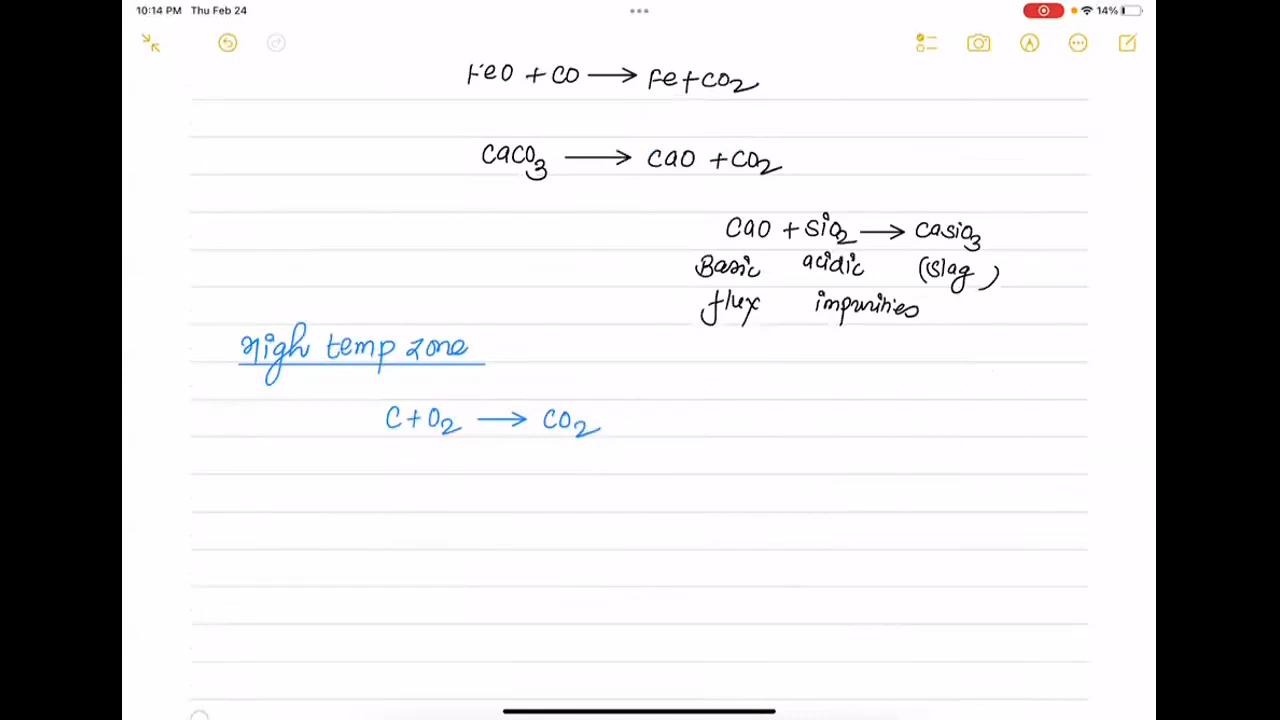 10:14 PM Thu Feb 24 14%
FeO + CO → Fe + CO2
CaCO3 → CaO + CO2
CaO + SiO2 → CaSiO3
Basic acidic (Slag)
flux impurities
High temp zone
C + O2 → CO2